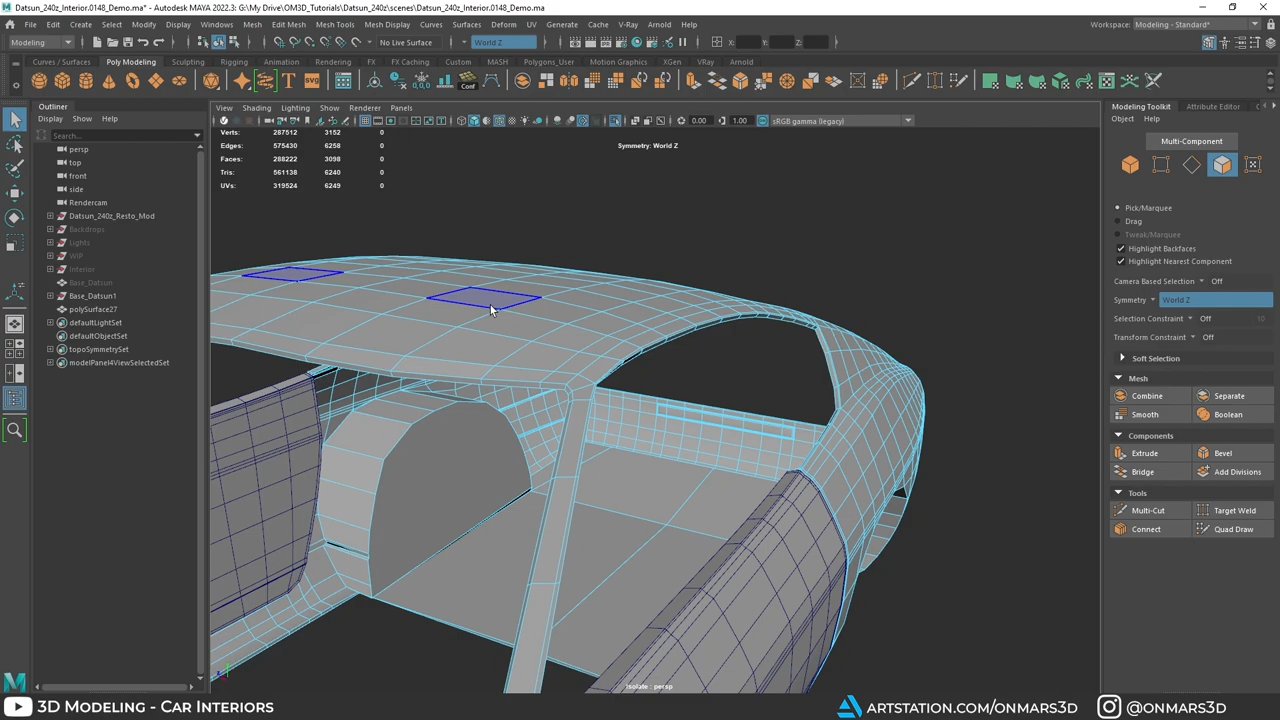 Datsun_240z_Interior.0148_Demo.ma* - Autodesk MAYA 2022.3: G:\My Drive\OM3D_Tutorials\Datsun_240z\scenes\Datsun_240z_Interior.0148_Demo.ma
File Edit Create Select Modify Display Windows Mesh Edit Mesh Mesh Tools Mesh Display Curves Surfaces Deform UV Generate Cache V-Ray Arnold Help
Workspace: Modeling - Standard*
Modeling No Live Surface World Z X: Y: Z:
Curves / Surfaces Poly Modeling Sculpting Rigging Animation Rendering FX FX Caching Custom MASH Polygons_User Motion Graphics XGen VRay Arnold
T SVG Conf
Outliner
Display Show Help
Search...
persp
top
front
side
Rendercam
Datsun_240z_Resto_Mod
Backdrops
Lights
WIP
Interior
Base_Datsun
Base_Datsun1
polySurface27
defaultLightSet
defaultObjectSet
topoSymmetrySet
modelPanel4ViewSelectedSet
View Shading Lighting Show Renderer Panels
0.00 1.00 sRGB gamma (legacy)
Verts: 287512 3152 0
Edges: 575430 6258 0
Faces: 288222 3098 0
Tris: 561138 6240 0
UVs: 319524 6249 0
Symmetry: World Z
Isolate : persp
Modeling Toolkit Attribute Editor
Object Help
Multi-Component
Pick/Marquee
Drag
Tweak/Marquee
Highlight Backfaces
Highlight Nearest Component
Camera Based Selection Off
Symmetry World Z
Selection Constraint Off 10
Transform Constraint Off
Soft Selection
Mesh
Combine Separate
Smooth Boolean
Components
Extrude Bevel
Bridge Add Divisions
Tools
Multi-Cut Target Weld
Connect Quad Draw
3D Modeling - CAR INTERIORS
ARTSTATION.COM/ONMARS3D
@ONMARS3D